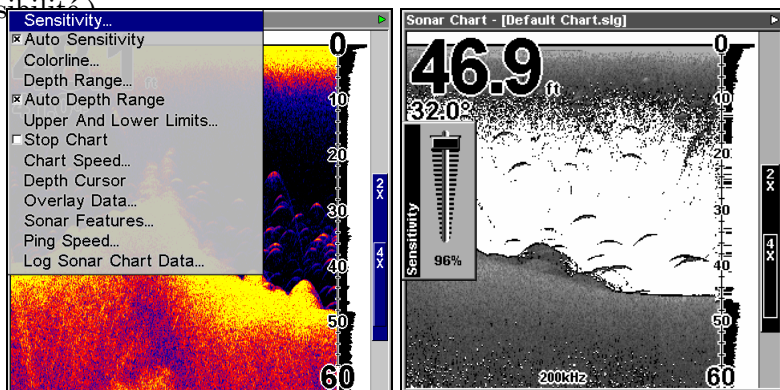 Sensitivity...
Auto Sensitivity
Colorline...
Depth Range...
Auto Depth Range
Upper And Lower Limits...
Stop Chart
Chart Speed...
Depth Cursor
Overlay Data...
Sonar Features...
Ping Speed...
Log Sonar Chart Data...
0
10
20
30
40
50
60
2X
4X
Sonar Chart - [Default Chart.slg]
46.9 ft
32.0°
Sensitivity
96%
0
10
20
30
40
50
60
200kHz
2X
4X